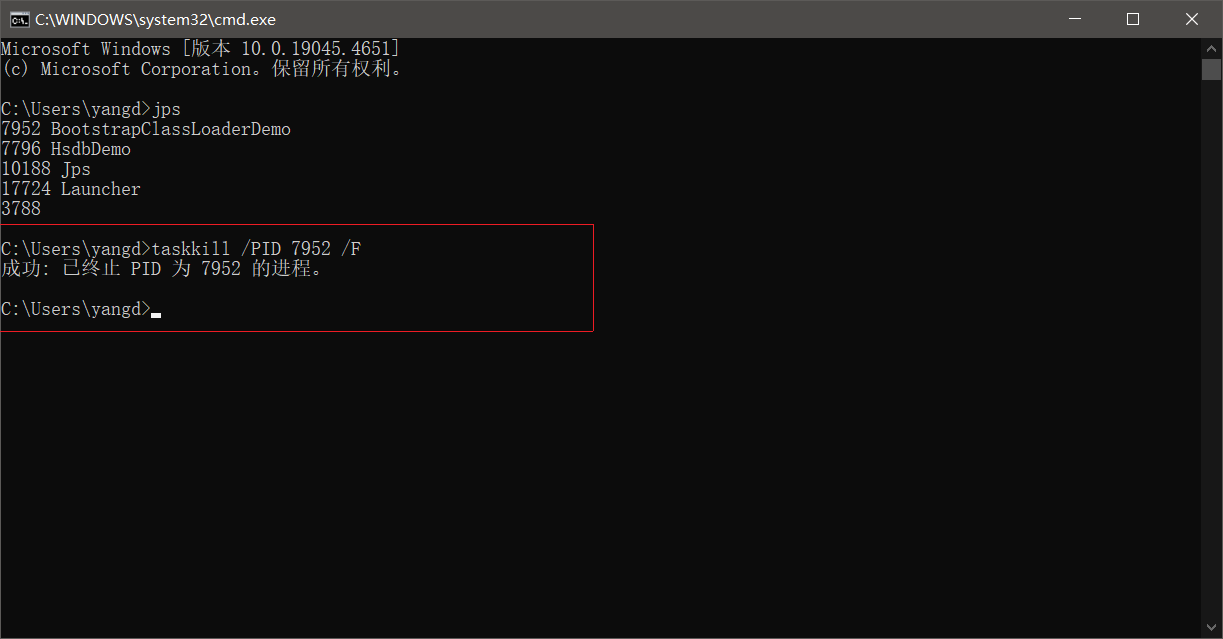 C:\WINDOWS\system32\cmd.exe
Microsoft Windows [版本 10.0.19045.4651]
(c) Microsoft Corporation。保留所有权利。
C:\Users\yangd>jps
7952 BootstrapClassLoaderDemo
7796 HsdbDemo
10188 Jps
17724 Launcher
3788
C:\Users\yangd>taskkill /PID 7952 /F
成功: 已终止 PID 为 7952 的进程。
C:\Users\yangd>